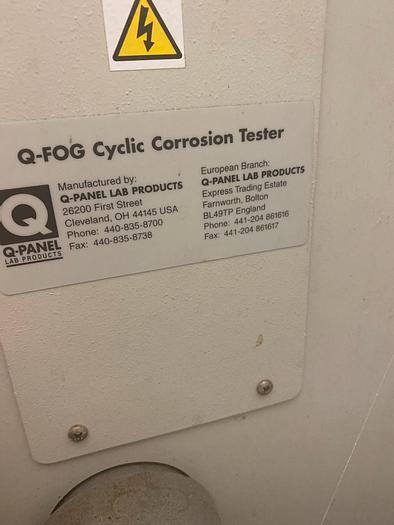 Q-FOG Cyclic Corrosion Tester
Manufactured by:
Q-PANEL LAB PRODUCTS
26200 First Street
Cleveland, OH 44145 USA
Phone: 440-835-8700
Fax: 440-835-8738
European Branch:
Q-PANEL LAB PRODUCTS
Express Trading Estate
Farnworth, Bolton
BL49TP England
Phone: 441-204 861616
Fax: 441-204 861617
Q
Q-PANEL
LAB PRODUCTS